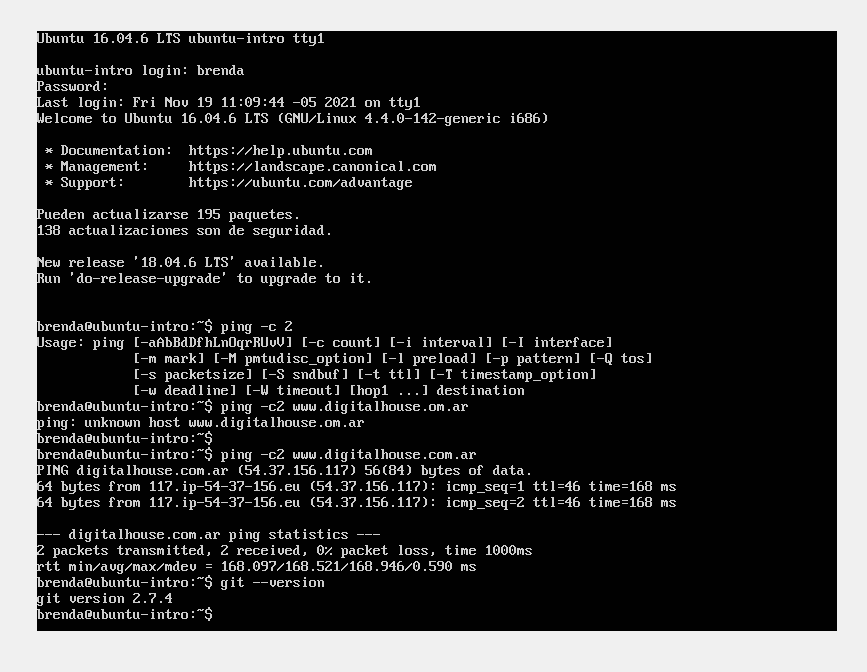 Ubuntu 16.04.6 LTS ubuntu-intro tty1
ubuntu-intro login: brenda
Password:
Last login: Fri Nov 19 11:09:44 -05 2021 on tty1
Welcome to Ubuntu 16.04.6 LTS (GNU/Linux 4.4.0-142-generic i686)
* Documentation:  https://help.ubuntu.com
* Management:     https://landscape.canonical.com
* Support:        https://ubuntu.com/advantage
Pueden actualizarse 195 paquetes.
138 actualizaciones son de seguridad.
New release '18.04.6 LTS' available.
Run 'do-release-upgrade' to upgrade to it.
brenda@ubuntu-intro:~$ ping -c 2
Usage: ping [-aAbBdDfhLnOqrRUvV] [-c count] [-i interval] [-I interface]
[-m mark] [-M pmtudisc_option] [-l preload] [-p pattern] [-Q tos]
[-s packetsize] [-S sndbuf] [-t ttl] [-T timestamp_option]
[-w deadline] [-W timeout] [hop1 ...] destination
brenda@ubuntu-intro:~$ ping -c2 www.digitalhouse.om.ar
ping: unknown host www.digitalhouse.om.ar
brenda@ubuntu-intro:~$
brenda@ubuntu-intro:~$ ping -c2 www.digitalhouse.com.ar
PING digitalhouse.com.ar (54.37.156.117) 56(84) bytes of data.
64 bytes from 117.ip-54-37-156.eu (54.37.156.117): icmp_seq=1 ttl=46 time=168 ms
64 bytes from 117.ip-54-37-156.eu (54.37.156.117): icmp_seq=2 ttl=46 time=168 ms
--- digitalhouse.com.ar ping statistics ---
2 packets transmitted, 2 received, 0% packet loss, time 1000ms
rtt min/avg/max/mdev = 168.097/168.521/168.946/0.590 ms
brenda@ubuntu-intro:~$ git --version
git version 2.7.4
brenda@ubuntu-intro:~$